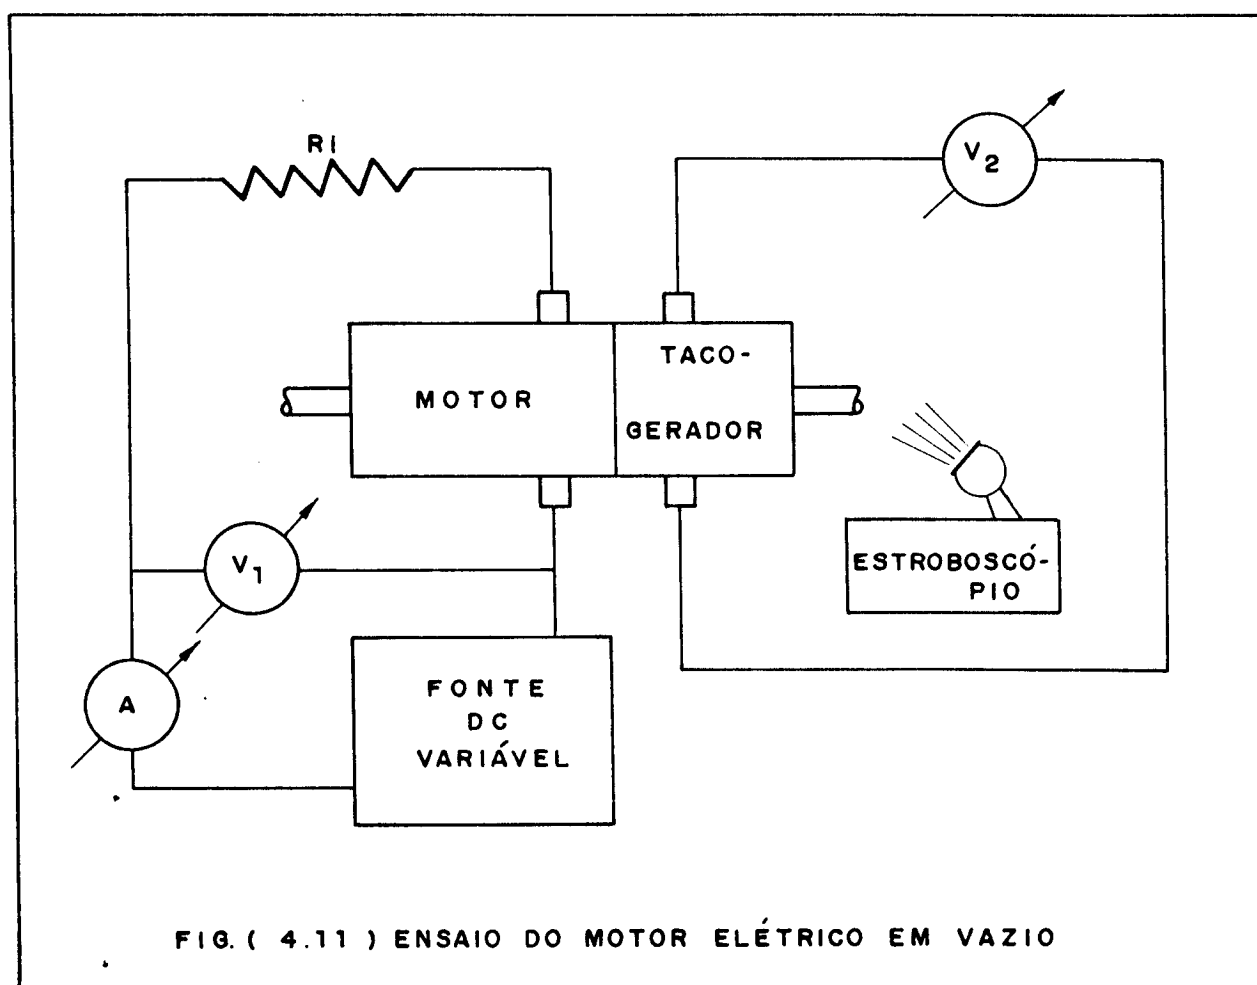 R1
V2
MOTOR
TACO-
GERADOR
V1
ESTROBOSCÓ-
PIO
A
FONTE
DC
VARIÁVEL
FIG. ( 4.11 ) ENSAIO DO MOTOR ELÉTRICO EM VAZIO